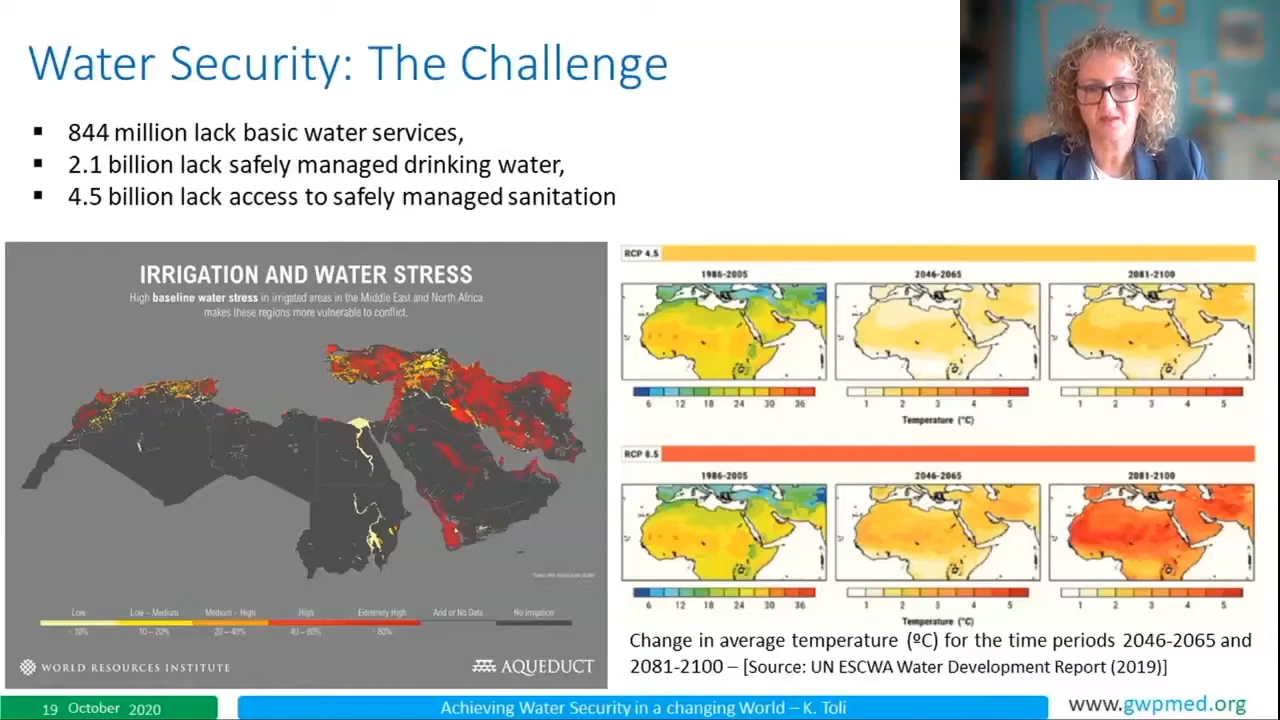 Water Security: The Challenge
▪ 844 million lack basic water services,
▪ 2.1 billion lack safely managed drinking water,
▪ 4.5 billion lack access to safely managed sanitation
IRRIGATION AND WATER STRESS
High baseline water stress in irrigated areas in the Middle East and North Africa
makes these regions more vulnerable to conflict.
Low Low – Medium Medium – High High Extremely High Arid or No Data No Irrigation
10 – 20% 20 – 40% 40 – 80%
WORLD RESOURCES INSTITUTE
AQUEDUCT
RCP 4.5
1986-2005 2046-2065 2081-2100
6 12 18 24 30 36 1 2 3 4 5 1 2 3 4 5
Temperature (°C) Temperature (°C)
RCP 8.5
1986-2005 2046-2065 2081-2100
6 12 18 24 30 36 1 2 3 4 5 1 2 3 4 5
Temperature (°C) Temperature (°C)
Change in average temperature (ºC) for the time periods 2046-2065 and
2081-2100 – [Source: UN ESCWA Water Development Report (2019)]
19 October 2020
Achieving Water Security in a changing World – K. Toli
www.gwpmed.org